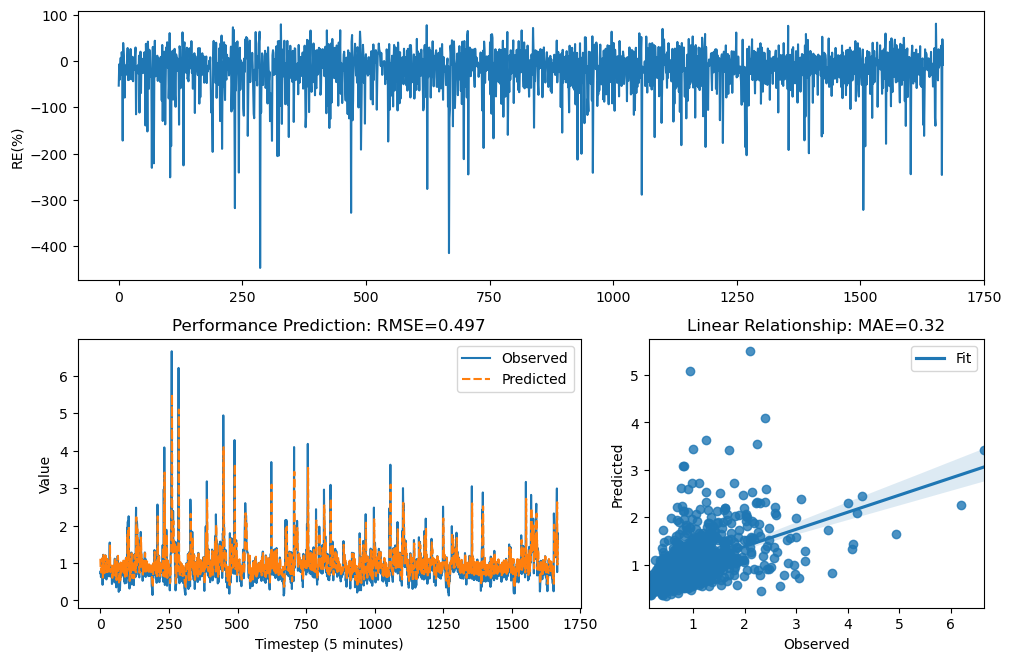 100
0
−100
−200
−300
−400
RE(%)
0 250 500 750 1000 1250 1500 1750
Performance Prediction: RMSE=0.497
Observed
Predicted
6
5
4
3
2
1
0
Value
0 250 500 750 1000 1250 1500 1750
Timestep (5 minutes)
Linear Relationship: MAE=0.32
Fit
5
4
3
2
1
Predicted
1 2 3 4 5 6
Observed